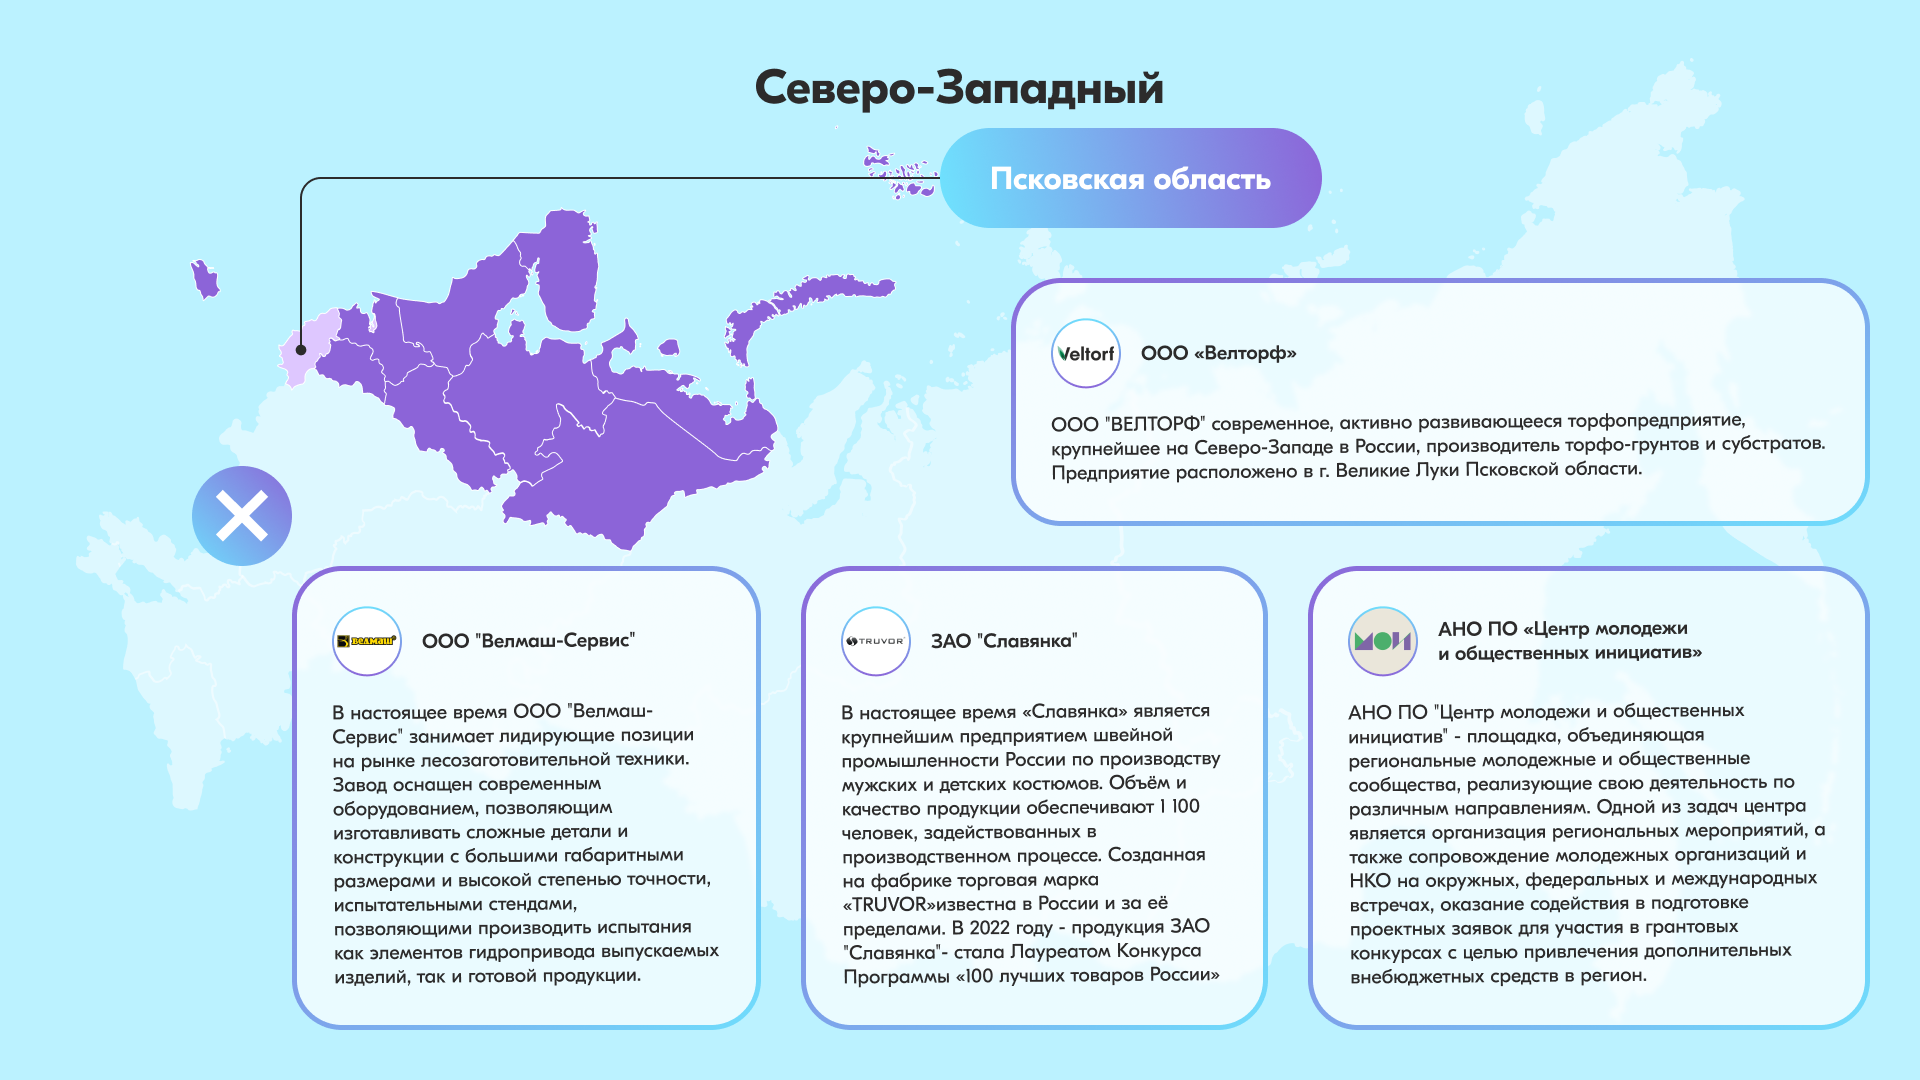 Северо-Западный
Псковская область
Veltorf
ООО «Велторф»
ООО "ВЕЛТОРФ" современное, активно развивающееся торфопредприятие,
крупнейшее на Северо-Западе в России, производитель торфо-грунтов и субстратов.
Предприятие расположено в г. Великие Луки Псковской области.
ВЕЛМАШ
ООО "Велмаш-Сервис"
В настоящее время ООО "Велмаш-
Сервис" занимает лидирующие позиции
на рынке лесозаготовительной техники.
Завод оснащен современным
оборудованием, позволяющим
изготавливать сложные детали и
конструкции с большими габаритными
размерами и высокой степенью точности,
испытательными стендами,
позволяющими производить испытания
как элементов гидропривода выпускаемых
изделий, так и готовой продукции.
TRUVOR
ЗАО "Славянка"
В настоящее время «Славянка» является
крупнейшим предприятием швейной
промышленности России по производству
мужских и детских костюмов. Объём и
качество продукции обеспечивают 1 100
человек, задействованных в
производственном процессе. Созданная
на фабрике торговая марка
«TRUVOR»известна в России и за её
пределами. В 2022 году - продукция ЗАО
"Славянка"- стала Лауреатом Конкурса
Программы «100 лучших товаров России»
МОИ
АНО ПО «Центр молодежи
и общественных инициатив»
АНО ПО "Центр молодежи и общественных
инициатив" - площадка, объединяющая
региональные молодежные и общественные
сообщества, реализующие свою деятельность по
различным направлениям. Одной из задач центра
является организация региональных мероприятий, а
также сопровождение молодежных организаций и
НКО на окружных, федеральных и международных
встречах, оказание содействия в подготовке
проектных заявок для участия в грантовых
конкурсах с целью привлечения дополнительных
внебюджетных средств в регион.